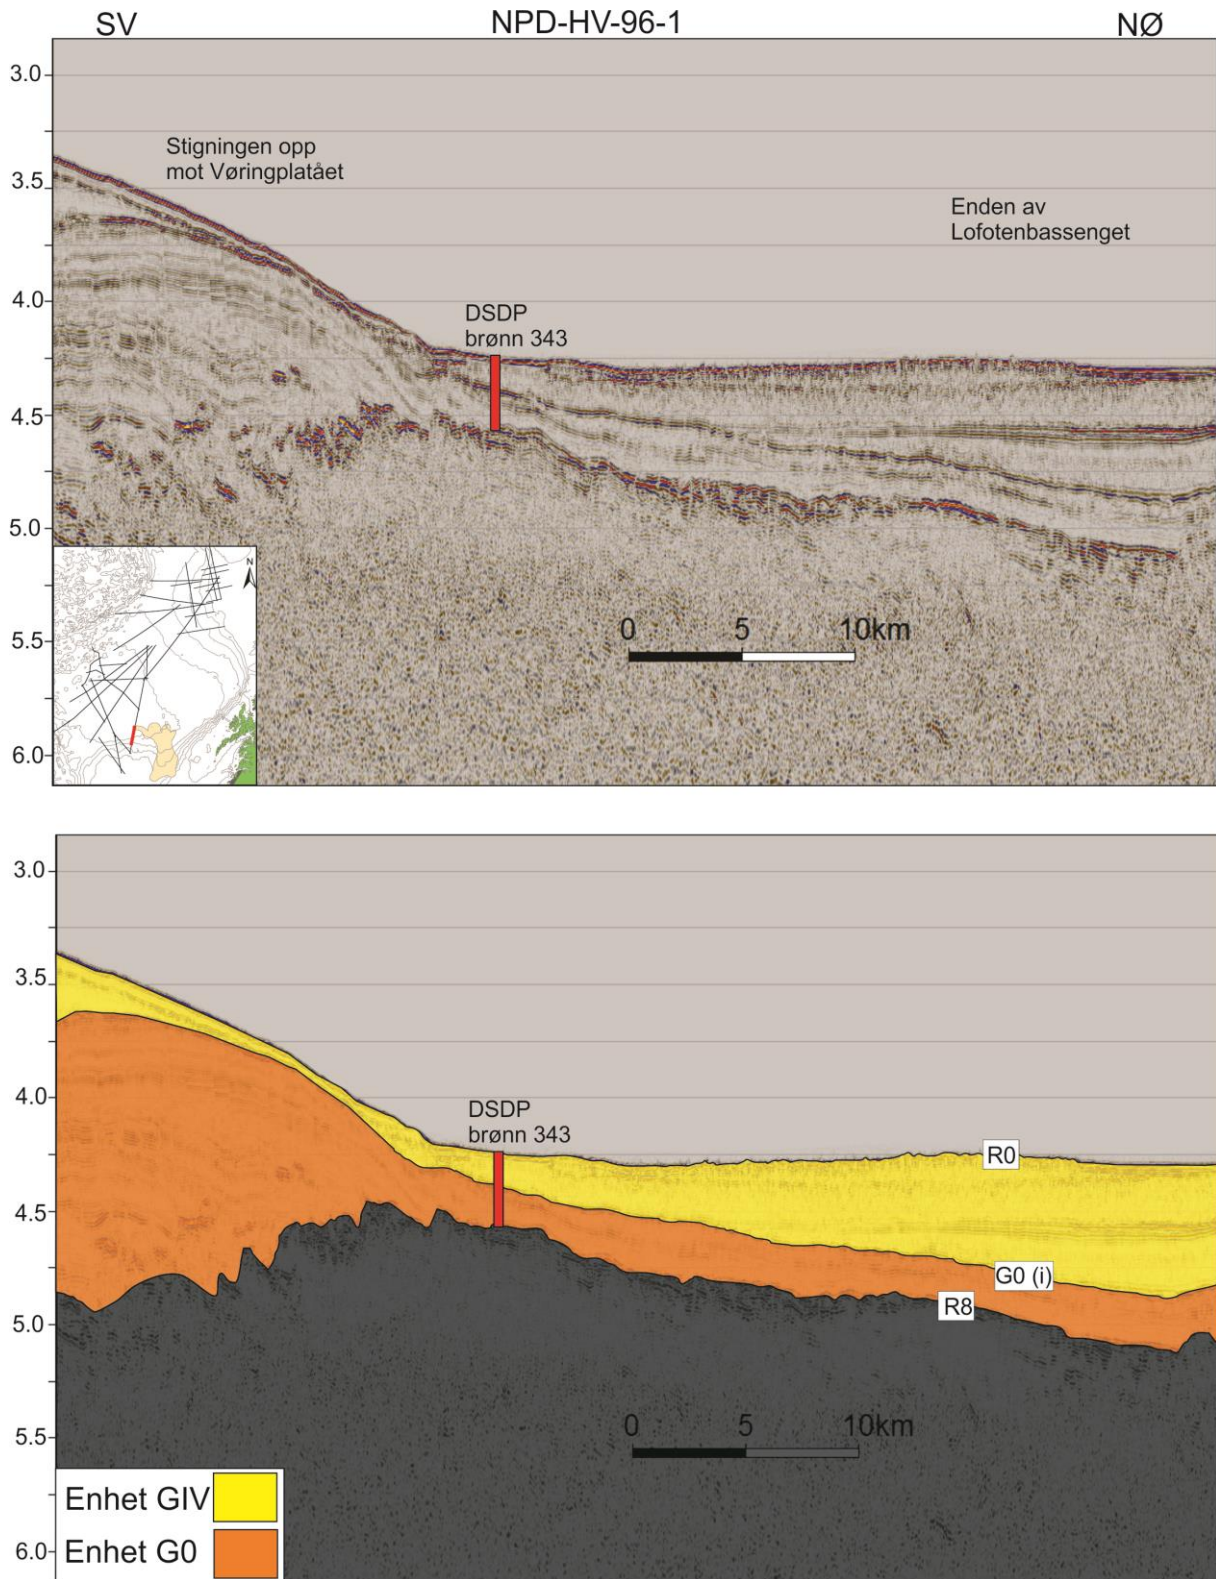 SV
NPD-HV-96-1
NØ
3.0
Stigningen opp
mot Vøringplatået
3.5
Enden av
Lofotenbassenget
4.0
DSDP
brønn 343
4.5
5.0
N
0 5 10km
5.5
6.0
3.0
3.5
4.0
DSDP
brønn 343
R0
4.5
G0 (i)
R8
5.0
0 5 10km
5.5
Enhet GIV
Enhet G0
6.0